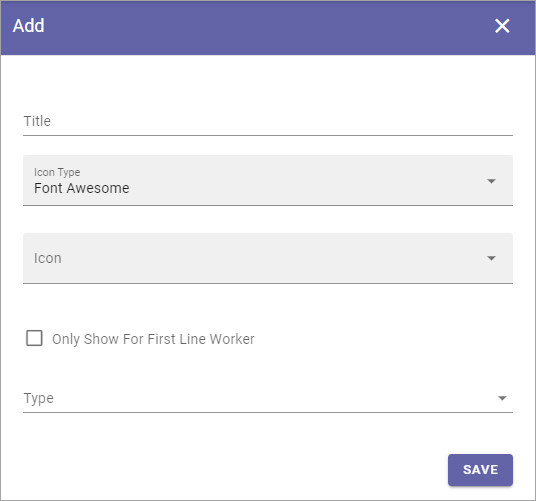 Add
Title
Icon Type
Font Awesome
Icon
Only Show For First Line Worker
Type
SAVE